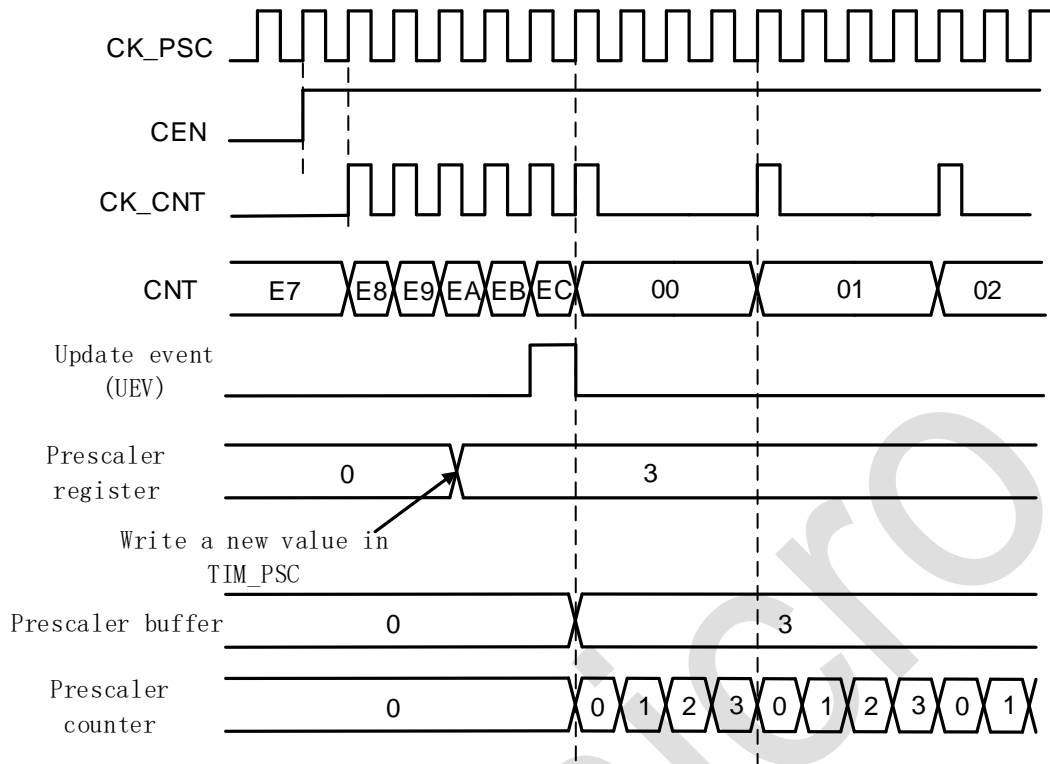 CK_PSC
CEN
CK_CNT
CNT
E7 E8 E9 EA EB EC 00 01 02
Update event
(UEV)
Prescaler
register
0 3
Write a new value in
TIM_PSC
Prescaler buffer
0 3
Prescaler
counter
0 0 1 2 3 0 1 2 3 0 1
micro